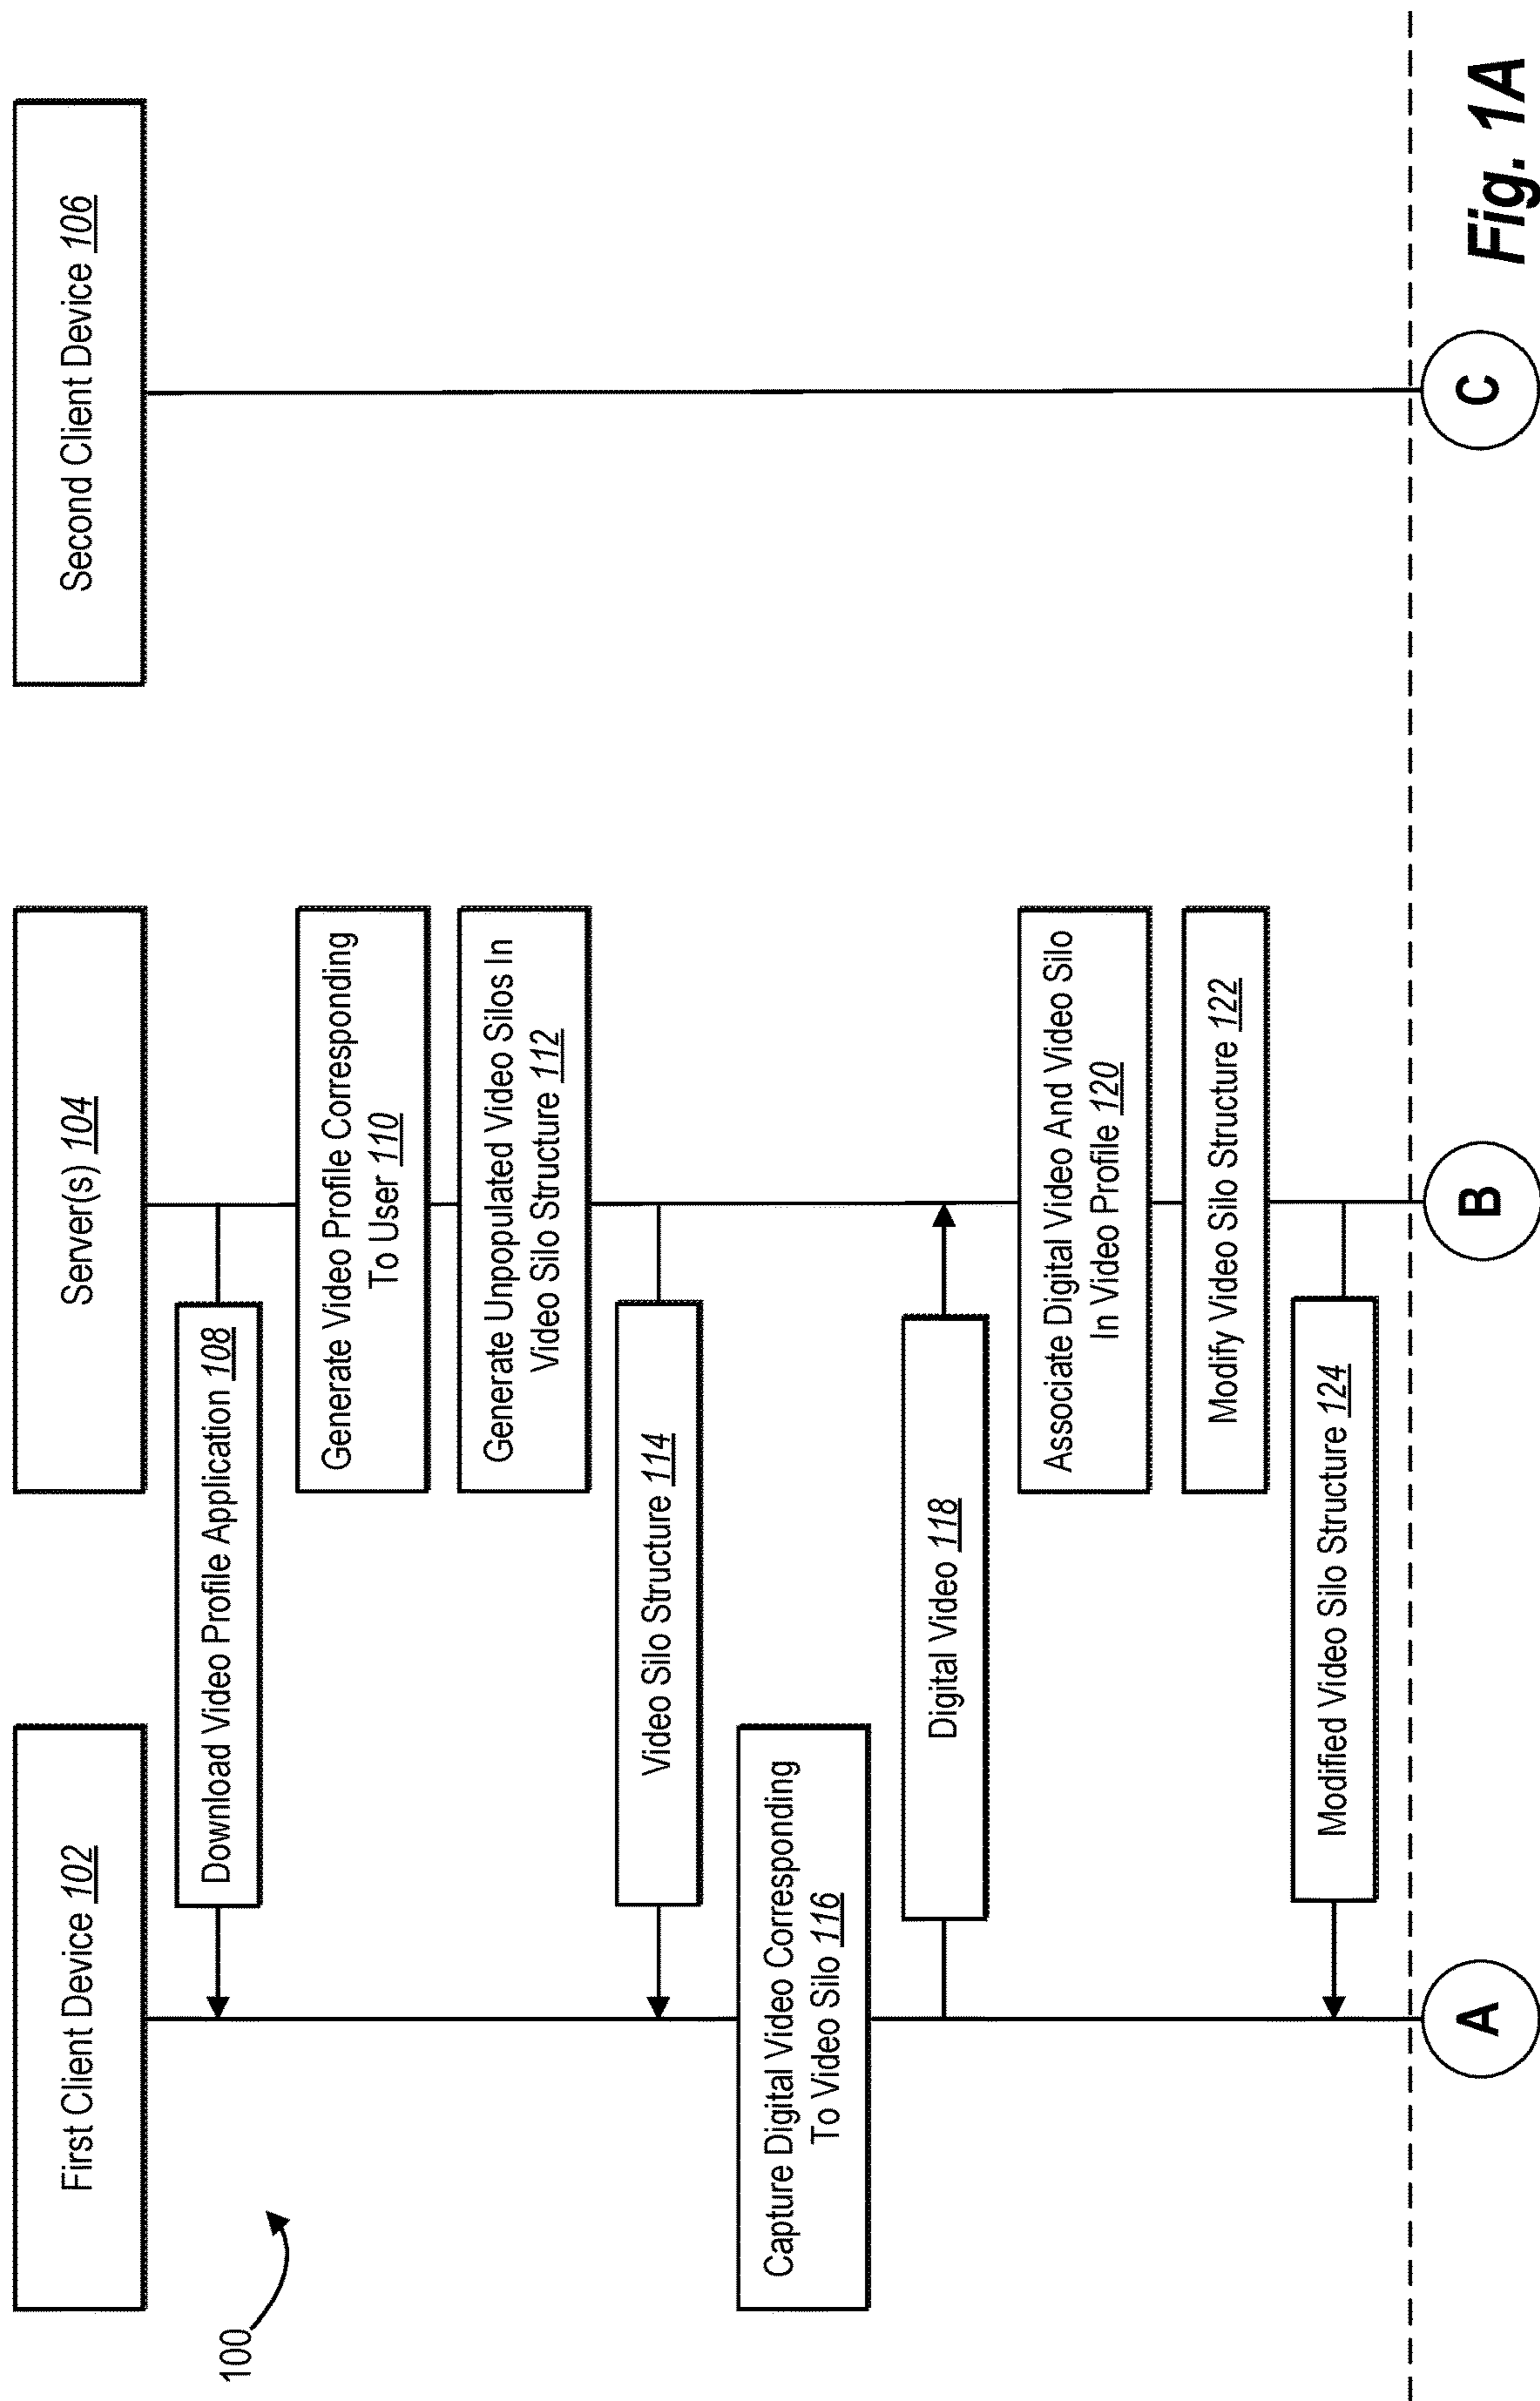 First Client Device 102
Server(s) 104
Second Client Device 106
100
Download Video Profile Application 108
Generate Video Profile Corresponding
To User 110
Generate Unpopulated Video Silos In
Video Silo Structure 112
Video Silo Structure 114
Capture Digital Video Corresponding
To Video Silo 116
Digital Video 118
Associate Digital Video And Video Silo
In Video Profile 120
Modify Video Silo Structure 122
Modified Video Silo Structure 124
A
B
C
Fig. 1A